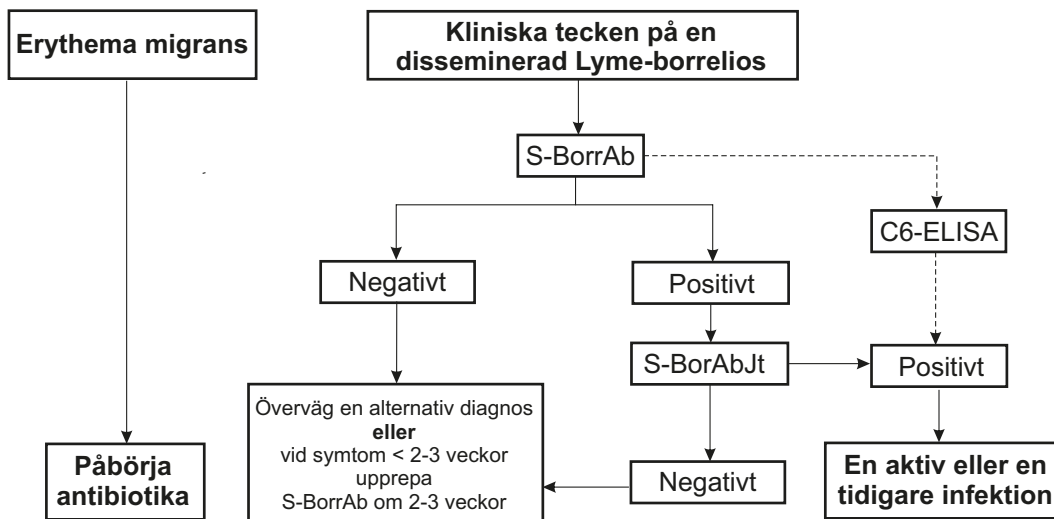 Erythema migrans
Kliniska tecken på en
disseminerad Lyme-borrelios
S-BorrAb
C6-ELISA
Negativt
Positivt
S-BorAbJt
Positivt
Överväg en alternativ diagnos
eller
vid symtom < 2-3 veckor
upprepa
S-BorrAb om 2-3 veckor
Negativt
Påbörja
antibiotika
En aktiv eller en
tidigare infektion